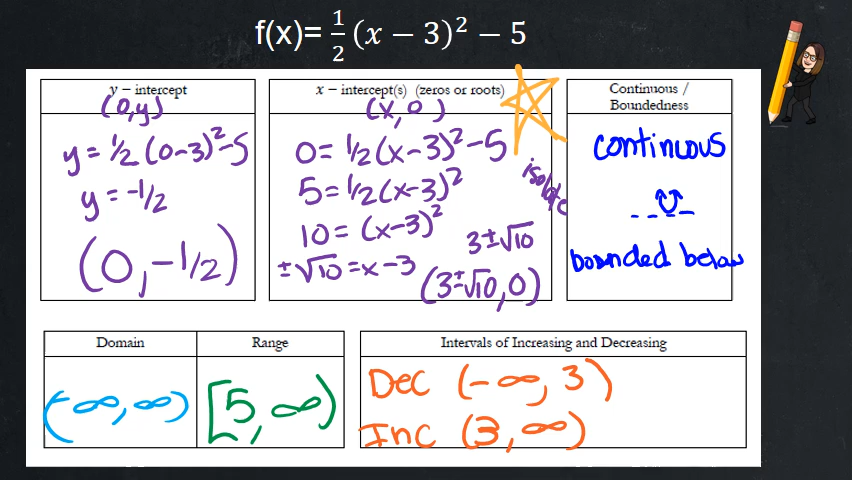 f(x)= 1/2 (x − 3)² − 5
y – intercept
(0,y)
y = 1/2 (0-3)² -5
y = -1/2
(0, -1/2)
x – intercept(s) (zeros or roots)
(x, 0)
0 = 1/2 (x-3)² -5
5 = 1/2 (x-3)²
10 = (x-3)²
±√10 = x -3
isolate
3 ± √10
(3±√10, 0)
Continuous /
Boundedness
continuous
bounded below
Domain
(-∞, ∞)
Range
[5, ∞)
Intervals of Increasing and Decreasing
Dec (-∞, 3)
Inc (3, ∞)